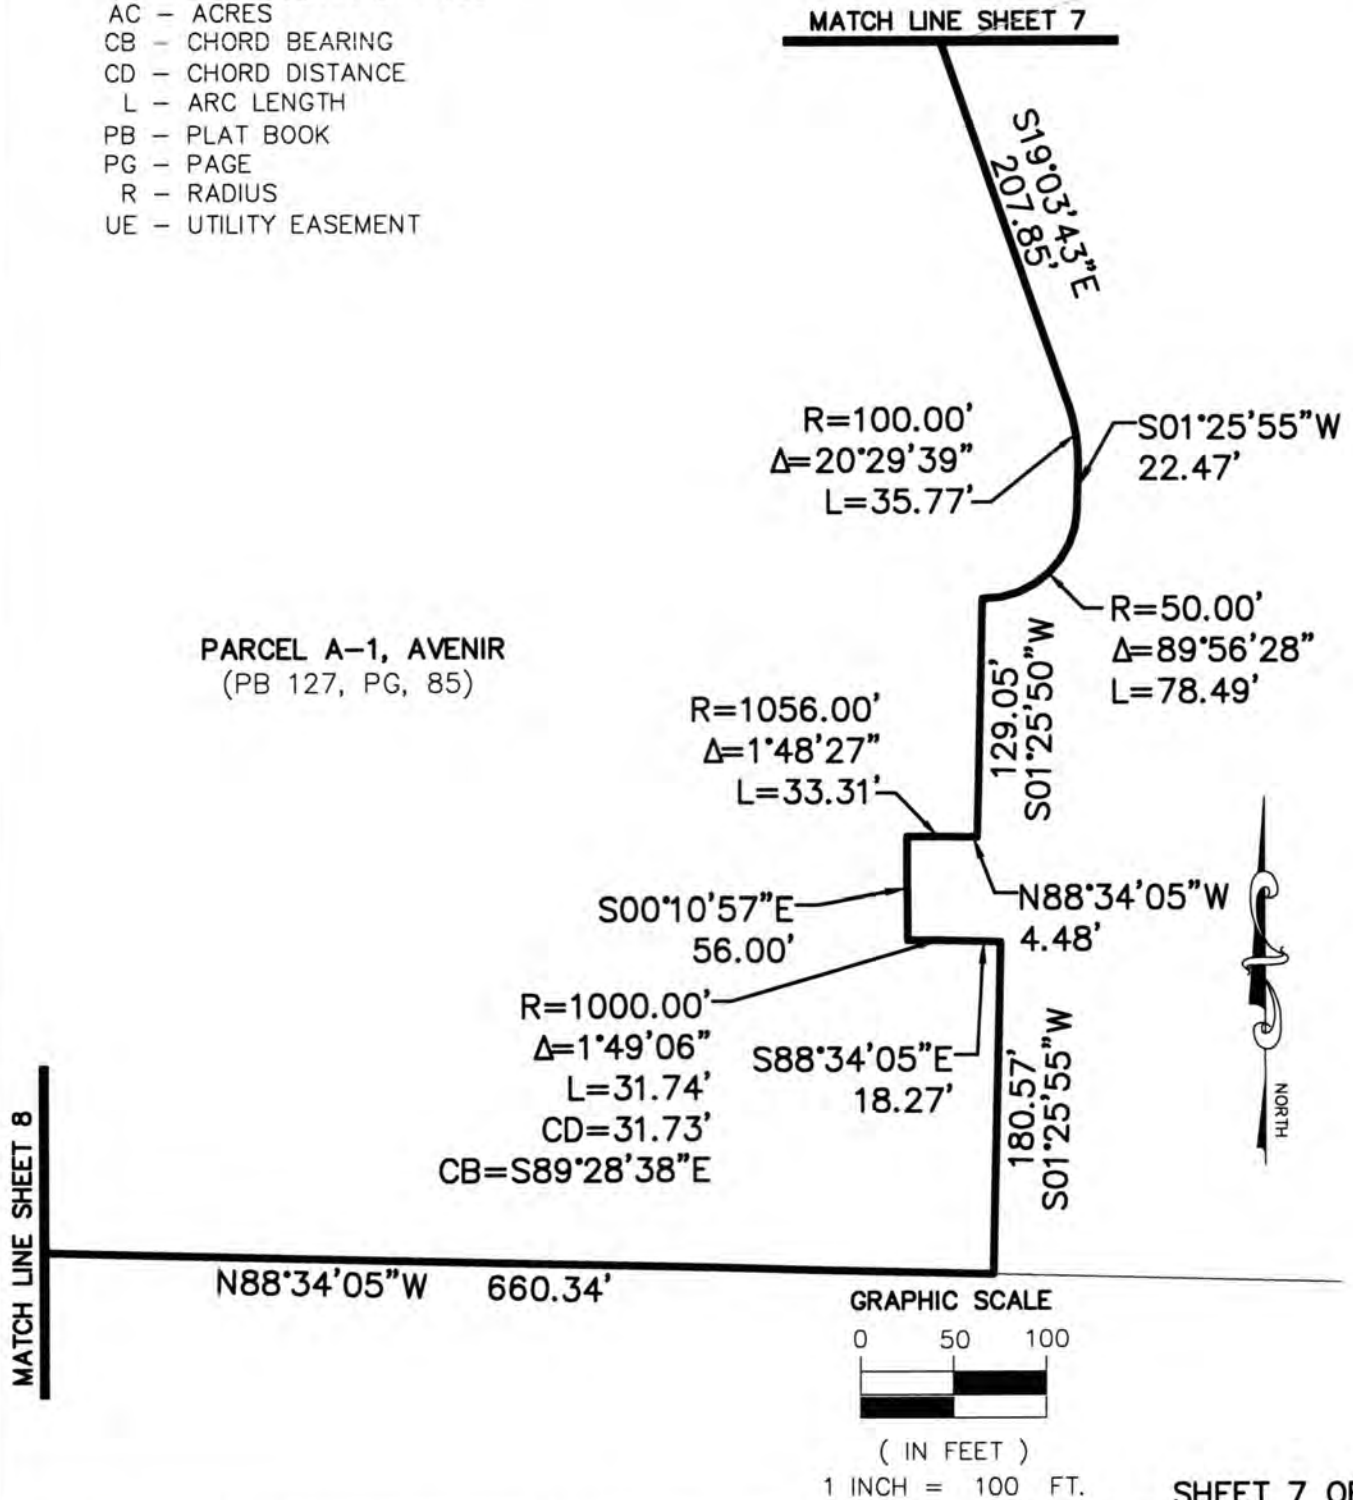 AC – ACRES
CB – CHORD BEARING
CD – CHORD DISTANCE
L – ARC LENGTH
PB – PLAT BOOK
PG – PAGE
R – RADIUS
UE – UTILITY EASEMENT
MATCH LINE SHEET 7
S19°03'43"E
207.85'
R=100.00'
Δ=20°29'39"
L=35.77'
S01°25'55"W
22.47'
R=50.00'
Δ=89°56'28"
L=78.49'
PARCEL A–1, AVENIR
(PB 127, PG, 85)
129.05'
S01°25'50"W
R=1056.00'
Δ=1°48'27"
L=33.31'
N88°34'05"W
4.48'
S00°10'57"E
56.00'
R=1000.00'
Δ=1°49'06"
L=31.74'
CD=31.73'
CB=S89°28'38"E
S88°34'05"E
18.27'
180.57'
S01°25'55"W
NORTH
MATCH LINE SHEET 8
N88°34'05"W 660.34'
GRAPHIC SCALE
0 50 100
( IN FEET )
1 INCH = 100 FT.
SHEET 7 OF